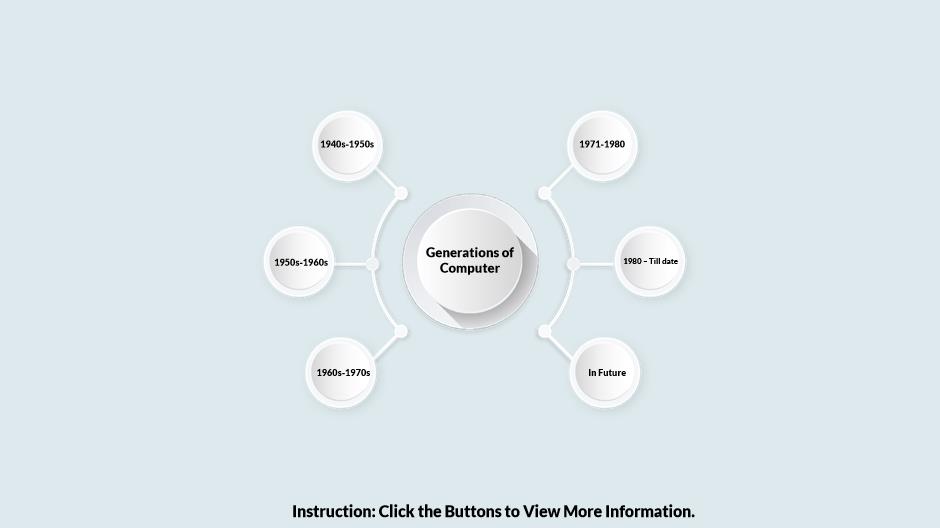 1940s-1950s
1971-1980
Generations of
Computer
1950s-1960s
1980 – Till date
1960s-1970s
In Future
Instruction: Click the Buttons to View More Information.